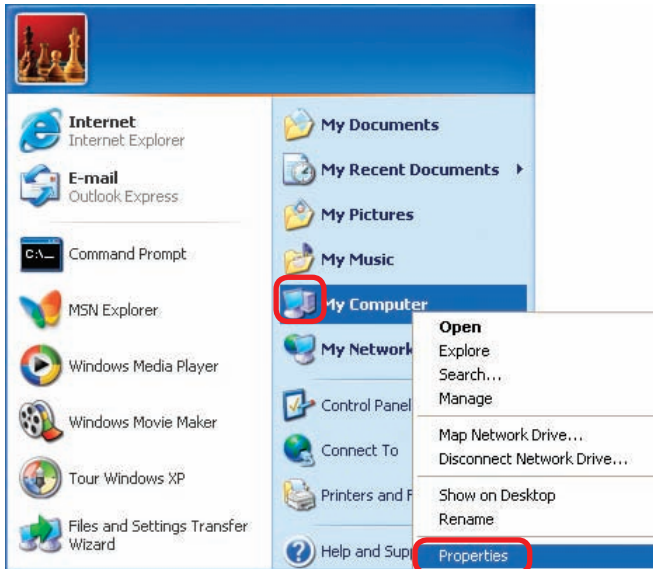 Internet
Internet Explorer
E-mail
Outlook Express
C:\_
Command Prompt
MSN Explorer
Windows Media Player
Windows Movie Maker
Tour Windows XP
Files and Settings Transfer
Wizard
My Documents
My Recent Documents
My Pictures
My Music
My Computer
My Network
Control Panel
Connect To
Printers and F
Help and Sup
Open
Explore
Search...
Manage
Map Network Drive...
Disconnect Network Drive...
Show on Desktop
Rename
Properties